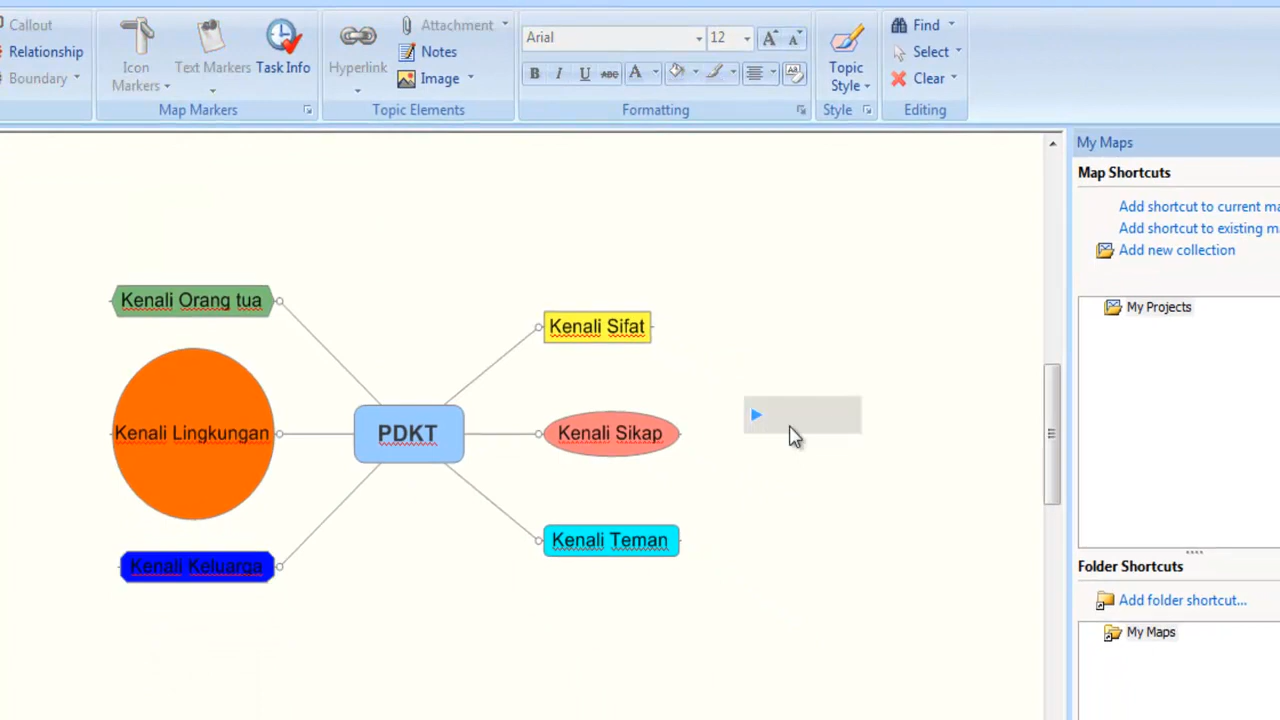 Callout
Relationship
Boundary
Icon
Markers
Text Markers
Task Info
Map Markers
Hyperlink
Attachment
Notes
Image
Topic Elements
Arial
12
A
A
B
I
U
ABC
A
Formatting
Topic
Style
Style
Find
Select
Clear
Editing
My Maps
Map Shortcuts
Add shortcut to current ma
Add shortcut to existing m
Add new collection
My Projects
Folder Shortcuts
Add folder shortcut...
My Maps
Kenali Orang tua
Kenali Lingkungan
Kenali Keluarga
PDKT
Kenali Sifat
Kenali Sikap
Kenali Teman